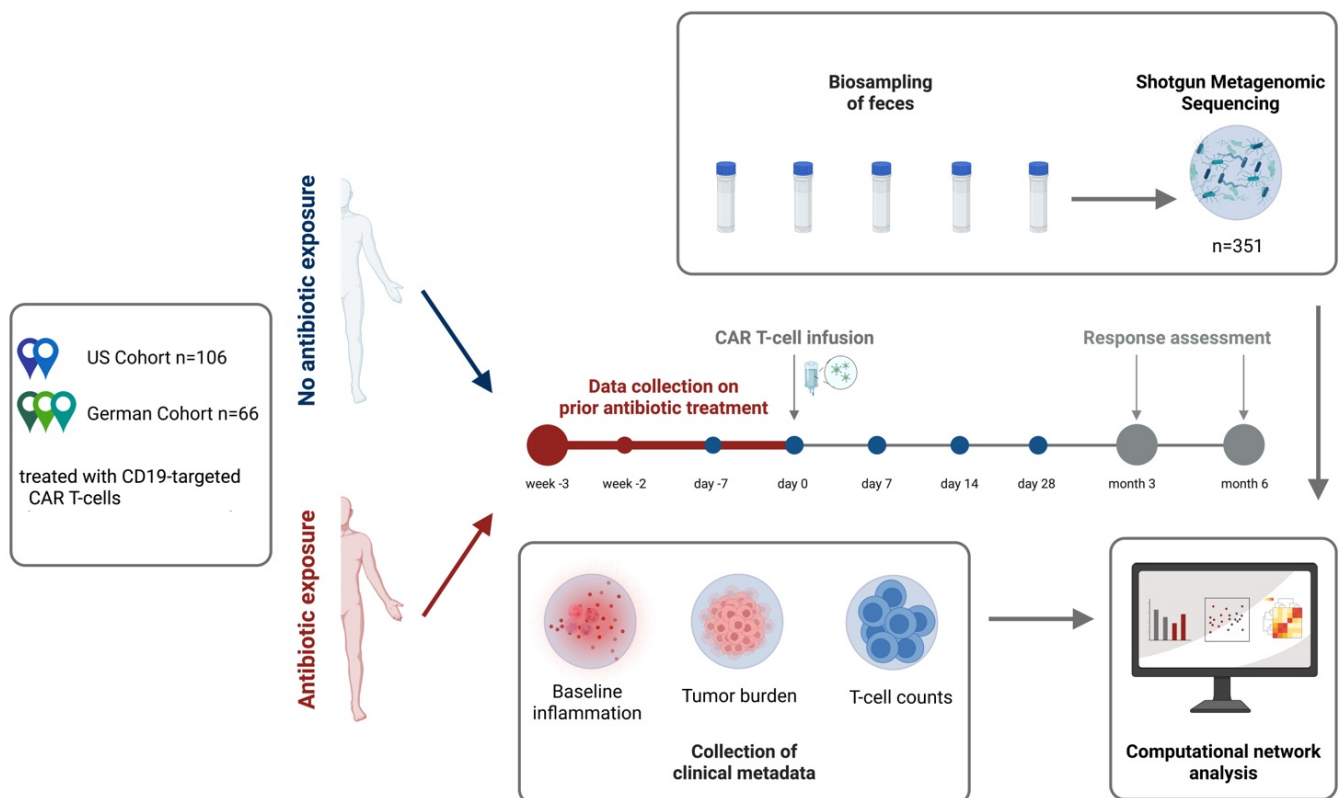 Biosampling
of feces
Shotgun Metagenomic
Sequencing
n=351
No antibiotic exposure
US Cohort n=106
German Cohort n=66
treated with CD19-targeted
CAR T-cells
Antibiotic exposure
CAR T-cell infusion
Response assessment
Data collection on
prior antibiotic treatment
week -3
week -2
day -7
day 0
day 7
day 14
day 28
month 3
month 6
Baseline
inflammation
Tumor burden
T-cell counts
Collection of
clinical metadata
Computational network
analysis